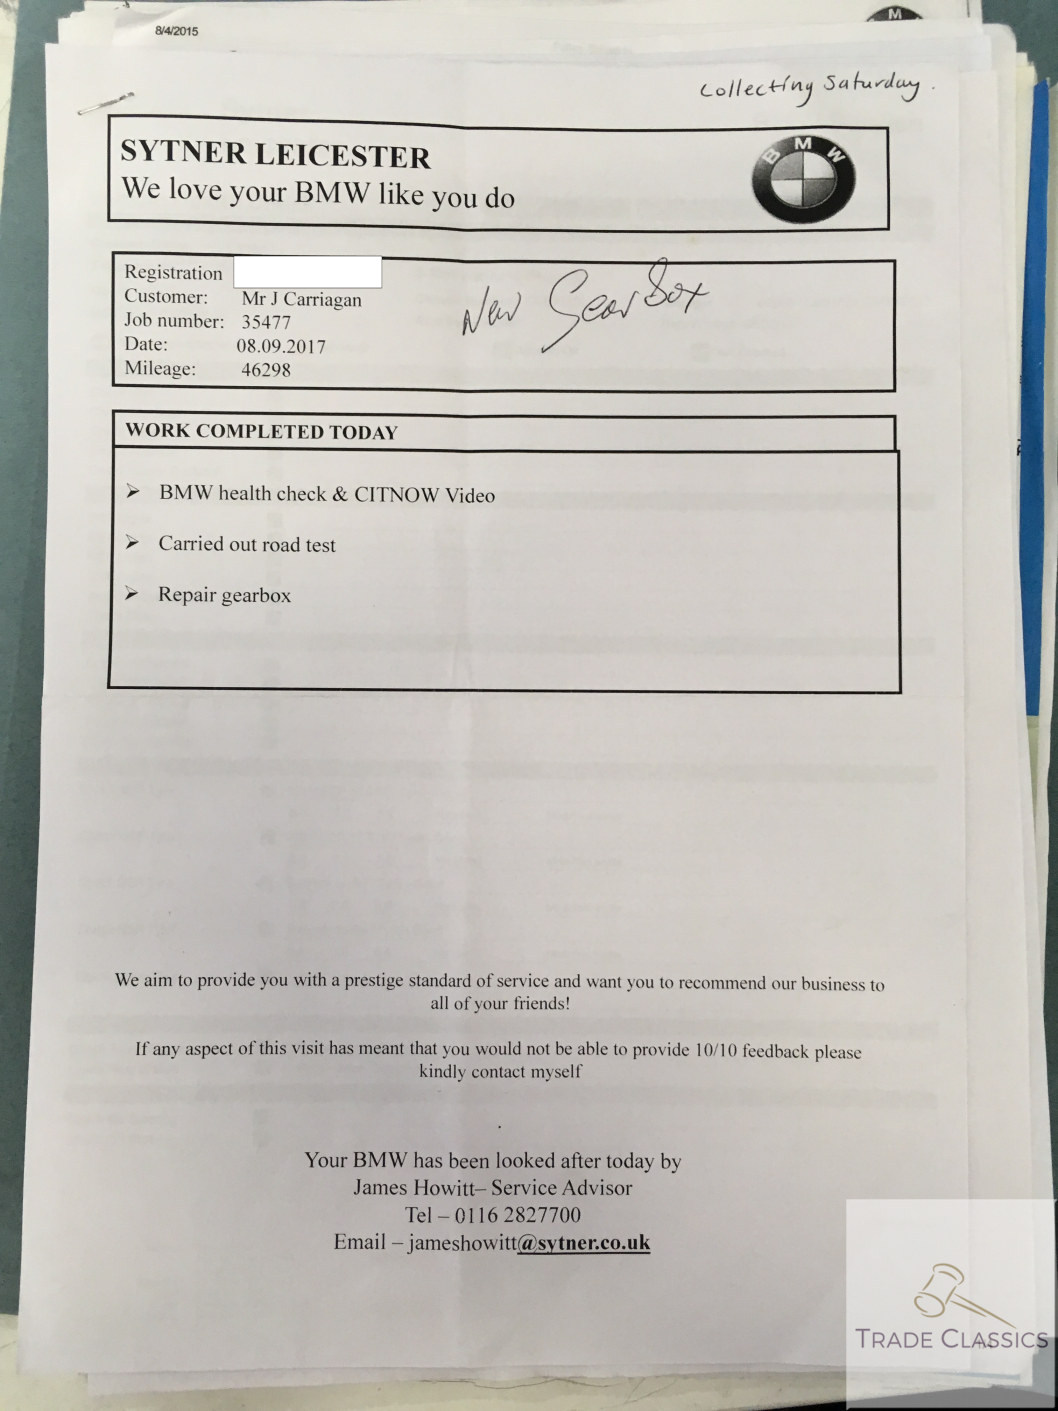 8/4/2015
M
collecting Saturday.
SYTNER LEICESTER
We love your BMW like you do
B M W
Registration
Customer: Mr J Carriagan
Job number: 35477
Date: 08.09.2017
Mileage: 46298
New Gear Box
WORK COMPLETED TODAY
➢ BMW health check & CITNOW Video
➢ Carried out road test
➢ Repair gearbox
We aim to provide you with a prestige standard of service and want you to recommend our business to
all of your friends!
If any aspect of this visit has meant that you would not be able to provide 10/10 feedback please
kindly contact myself
Your BMW has been looked after today by
James Howitt– Service Advisor
Tel – 0116 2827700
Email – jameshowitt@sytner.co.uk
TRADE CLASSICS